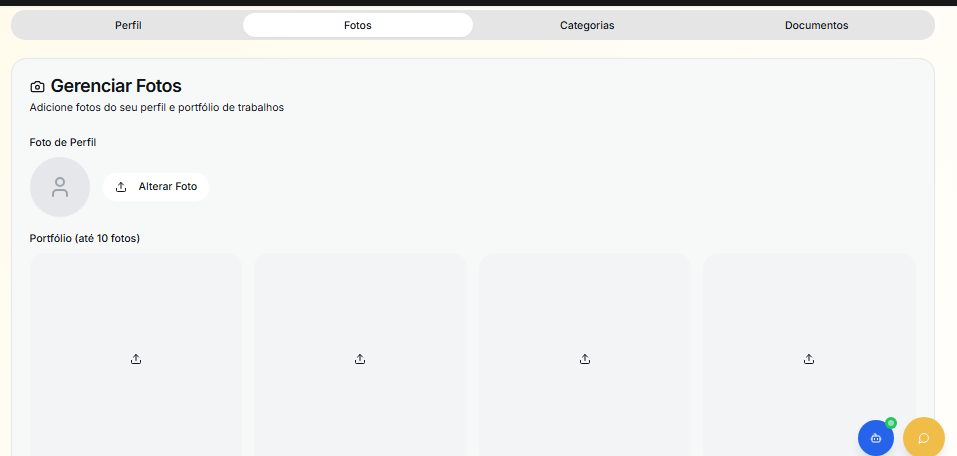 Perfil
Fotos
Categorias
Documentos
Gerenciar Fotos
Adicione fotos do seu perfil e portfólio de trabalhos
Foto de Perfil
Alterar Foto
Portfólio (até 10 fotos)